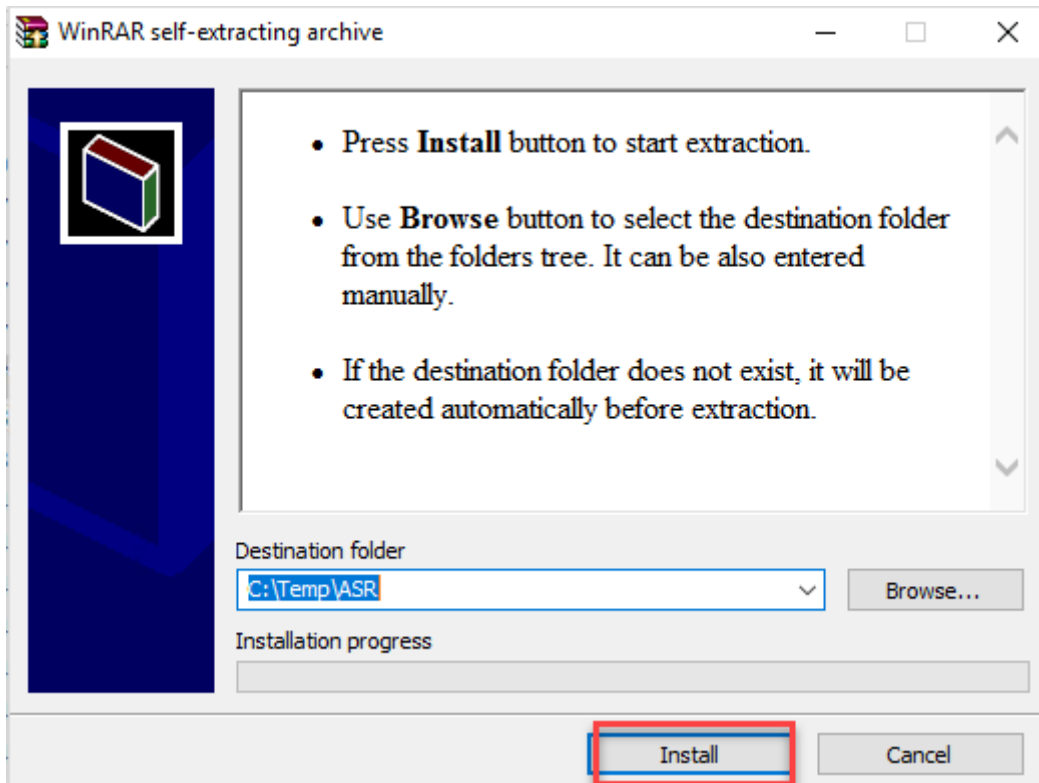 WinRAR self-extracting archive
Press Install button to start extraction.
Use Browse button to select the destination folder
from the folders tree. It can be also entered
manually.
If the destination folder does not exist, it will be
created automatically before extraction.
Destination folder
C:\Temp\ASR
Browse...
Installation progress
Install
Cancel